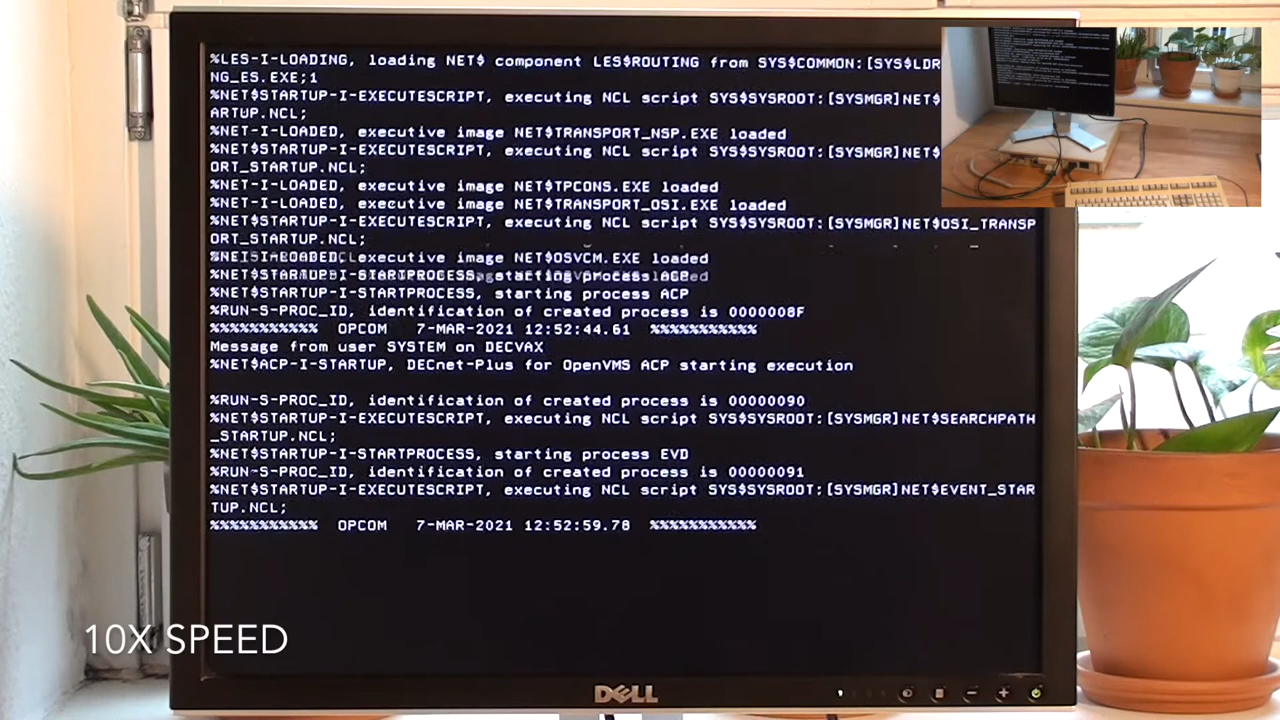 %LES-I-LOADING, loading NET$ component LES$ROUTING from SYS$COMMON:[SYS$LDR
NG_ES.EXE;1
%NET$STARTUP-I-EXECUTESCRIPT, executing NCL script SYS$SYSROOT:[SYSMGR]NET$
ARTUP.NCL;
%NET-I-LOADED, executive image NET$TRANSPORT_NSP.EXE loaded
%NET$STARTUP-I-EXECUTESCRIPT, executing NCL script SYS$SYSROOT:[SYSMGR]NET$
ORT_STARTUP.NCL;
%NET-I-LOADED, executive image NET$TPCONS.EXE loaded
%NET-I-LOADED, executive image NET$TRANSPORT_OSI.EXE loaded
%NET$STARTUP-I-EXECUTESCRIPT, executing NCL script SYS$SYSROOT:[SYSMGR]NET$OSI_TRANSP
ORT_STARTUP.NCL;
executive image NET$OSVCM.EXE loaded
%NET$STARTUP-I-STARTPROCESS, starting process ACP
%NET$STARTUP-I-STARTPROCESS, starting process ACP
%RUN-S-PROC_ID, identification of created process is 0000008F
%%%%%%%%%%% OPCOM 7-MAR-2021 12:52:44.61 %%%%%%%%%%%
Message from user SYSTEM on DECVAX
%NET$ACP-I-STARTUP, DECnet-Plus for OpenVMS ACP starting execution
%RUN-S-PROC_ID, identification of created process is 00000090
%NET$STARTUP-I-EXECUTESCRIPT, executing NCL script SYS$SYSROOT:[SYSMGR]NET$SEARCHPATH
_STARTUP.NCL;
%NET$STARTUP-I-STARTPROCESS, starting process EVD
%RUN-S-PROC_ID, identification of created process is 00000091
%NET$STARTUP-I-EXECUTESCRIPT, executing NCL script SYS$SYSROOT:[SYSMGR]NET$EVENT_STAR
TUP.NCL;
%%%%%%%%%%% OPCOM 7-MAR-2021 12:52:59.78 %%%%%%%%%%%
10X SPEED
DELL